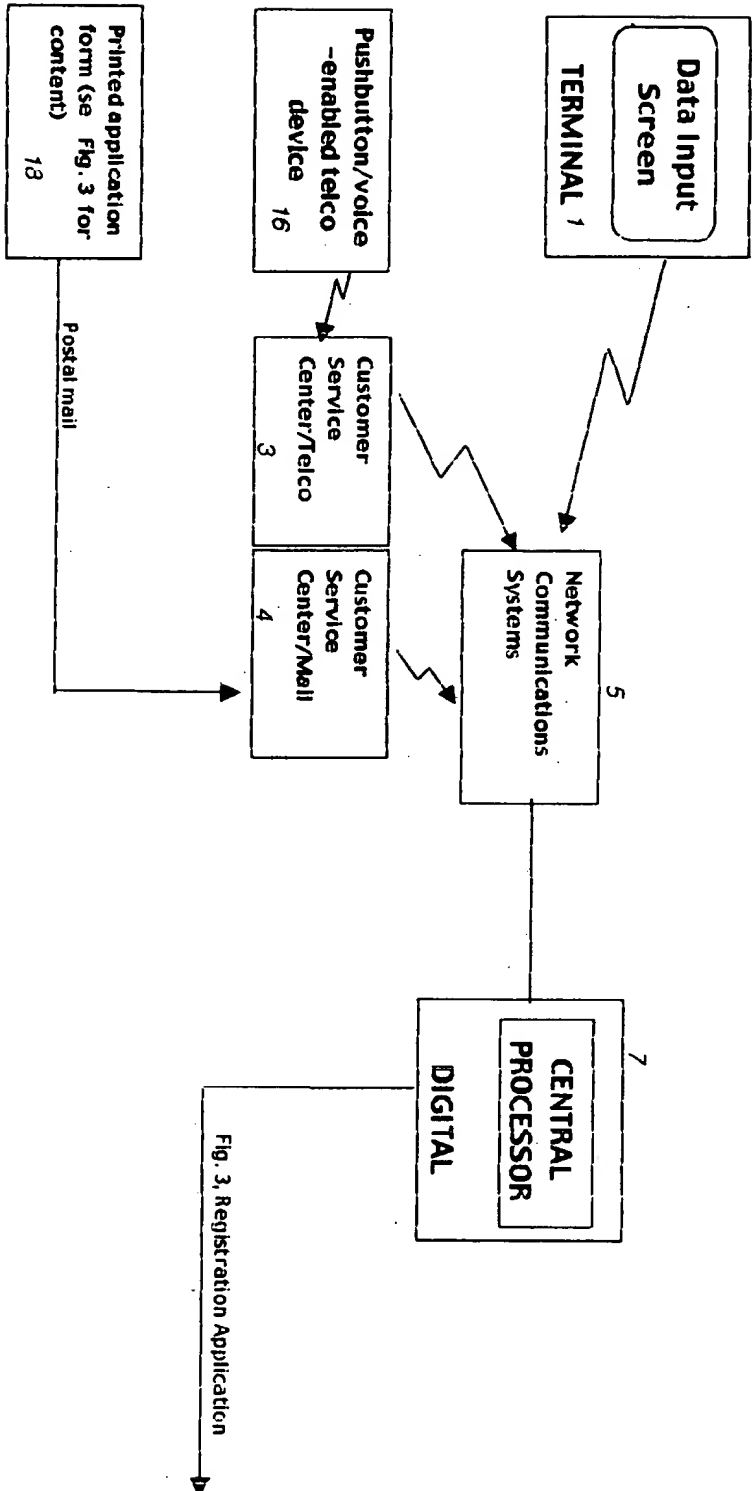 Data Input
Screen
TERMINAL 1
Pushbutton/voice
-enabled telco
device
16
Printed application
form (se Fig. 3 for
content)
18
Postal mail
Customer
Service
Center/Telco
3
Customer
Service
Center/Mail
4
Network
Communications
Systems
5
7
CENTRAL
PROCESSOR
DIGITAL
Fig. 3, Registration Application